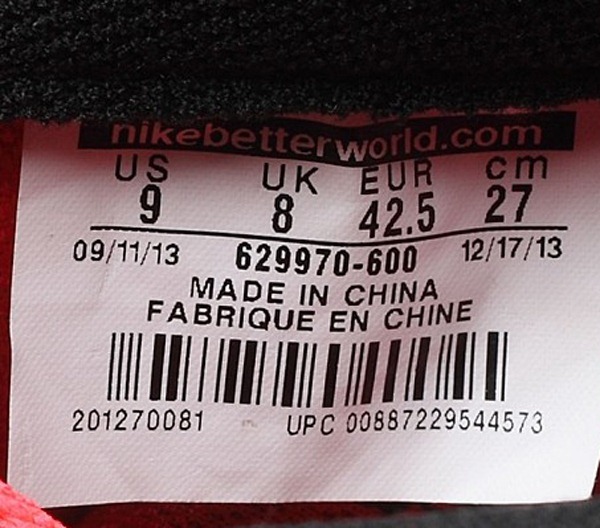 nikebetterworld.com
US UK EUR cm
9 8 42.5 27
09/11/13 629970-600 12/17/13
MADE IN CHINA
FABRIQUE EN CHINE
201270081 UPC 00887229544573